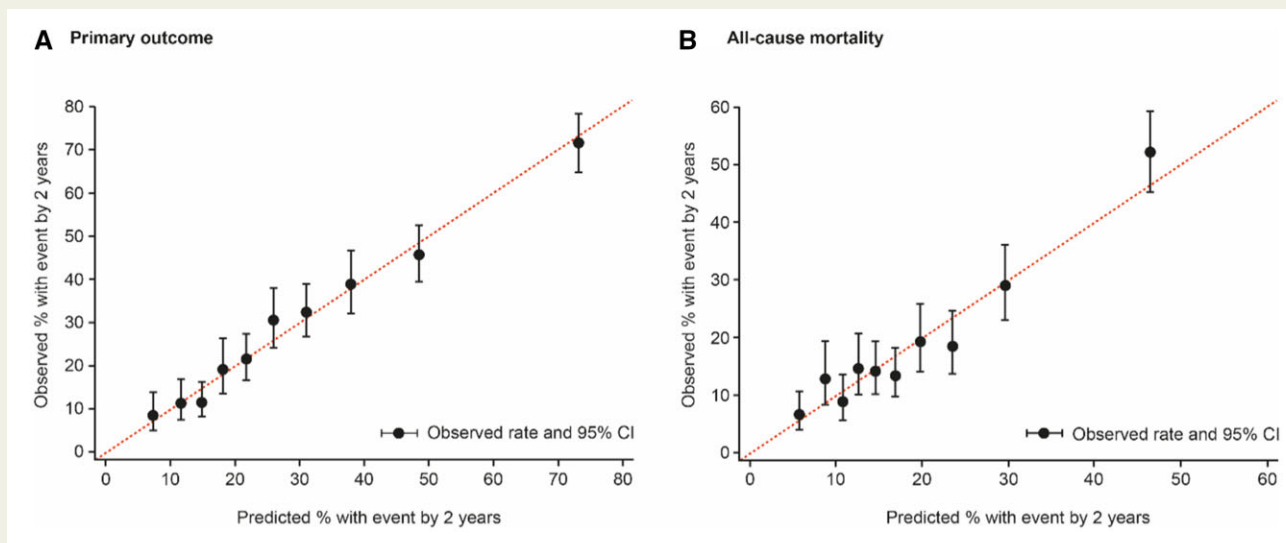 A Primary outcome
Observed % with event by 2 years
80
70
60
50
40
30
20
10
0
Observed rate and 95% CI
0 10 20 30 40 50 60 70 80
Predicted % with event by 2 years
B All-cause mortality
Observed % with event by 2 years
60
50
40
30
20
10
0
Observed rate and 95% CI
0 10 20 30 40 50 60
Predicted % with event by 2 years